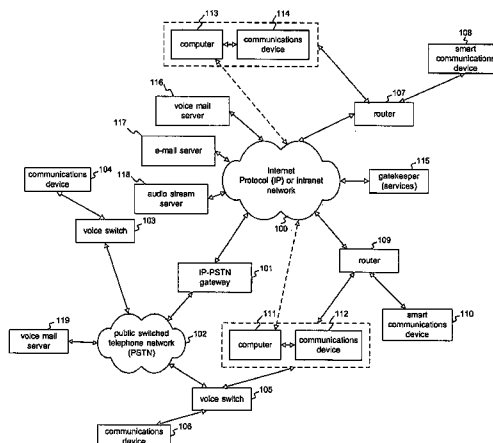 113
114
computer
communications
device
108
smart
communications
device
116
voice mail
server
107
router
117
e-mail server
104
communications
device
118
audio stream
server
Internet
Protocol (IP) or intranet
network
100
115
gatekeeper
(services)
103
voice switch
109
router
IP-PSTN
gateway
101
119
voice mail
server
public switched
telephone network
(PSTN)
102
111
112
computer
communications
device
smart
communications
device
110
105
voice switch
communications
device
106